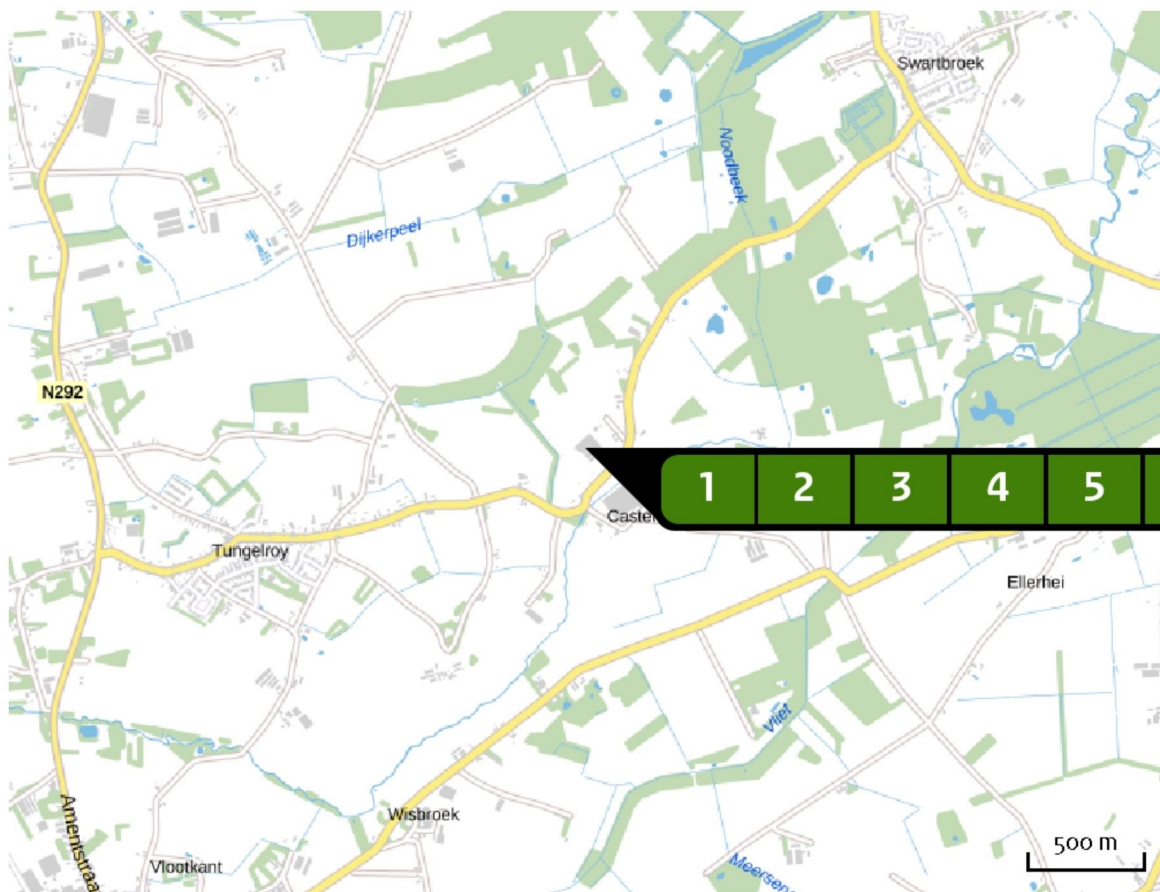 Swartbroek
Noodbeek
Dijkerpeel
N292
1 2 3 4 5
Tungelroy
Ellerhei
Vliet
Wisbroek
Vlootkant
500 m